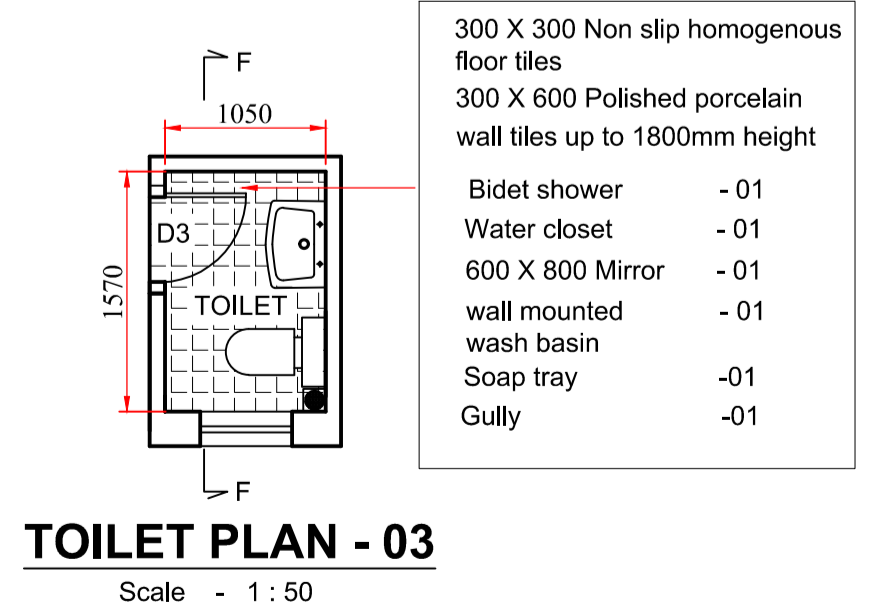 F
1050
1570
D3
TOILET
F
300 X 300 Non slip homogenous
floor tiles
300 X 600 Polished porcelain
wall tiles up to 1800mm height
Bidet shower - 01
Water closet - 01
600 X 800 Mirror - 01
wall mounted - 01
wash basin
Soap tray -01
Gully -01
TOILET PLAN - 03
Scale - 1 : 50